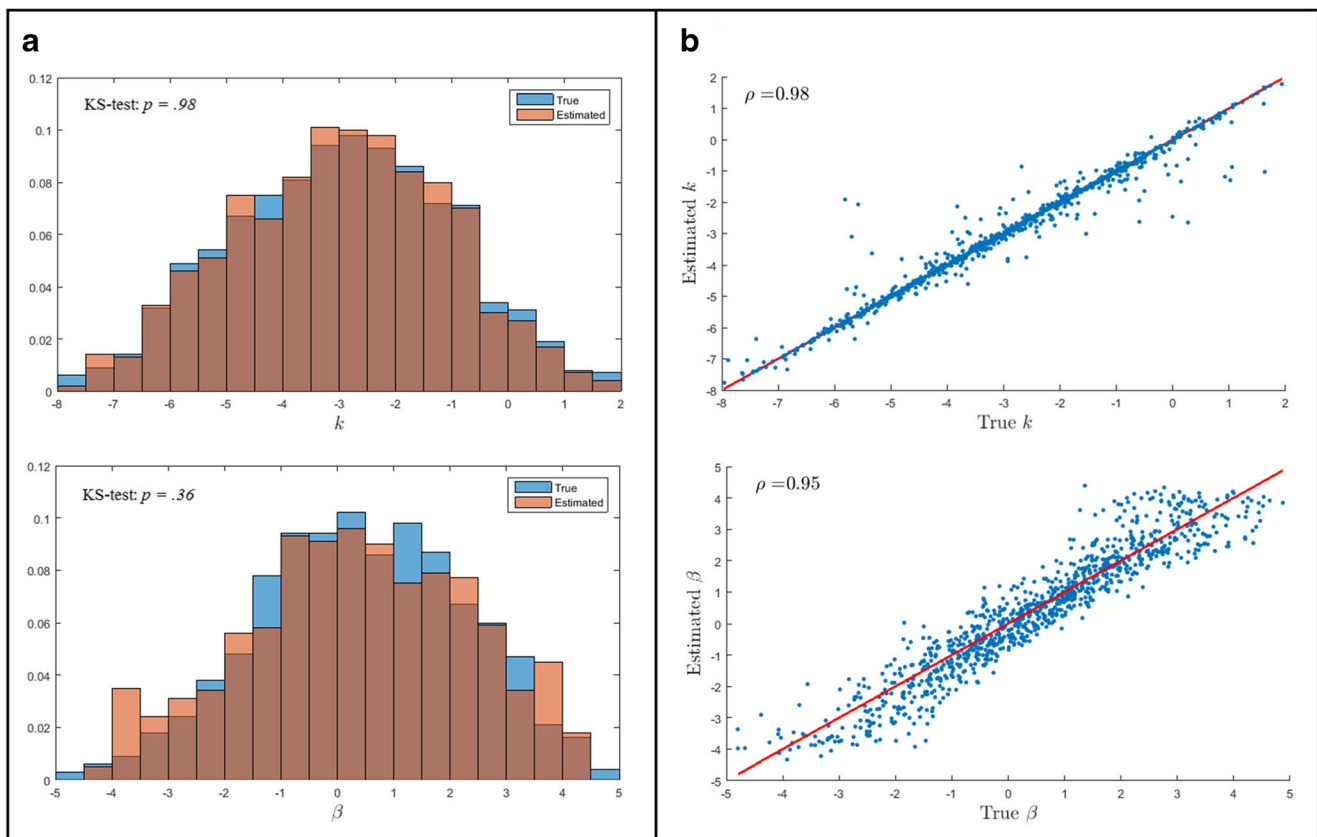 a
KS-test: p = .98
True
Estimated
0.12
0.1
0.08
0.06
0.04
0.02
0
-8 -7 -6 -5 -4 -3 -2 -1 0 1 2
k
KS-test: p = .36
True
Estimated
0.12
0.1
0.08
0.06
0.04
0.02
0
-5 -4 -3 -2 -1 0 1 2 3 4 5
β
b
ρ =0.98
Estimated k
2
1
0
-1
-2
-3
-4
-5
-6
-7
-8
-8 -7 -6 -5 -4 -3 -2 -1 0 1 2
True k
ρ =0.95
Estimated β
5
4
3
2
1
0
-1
-2
-3
-4
-5
-5 -4 -3 -2 -1 0 1 2 3 4 5
True β